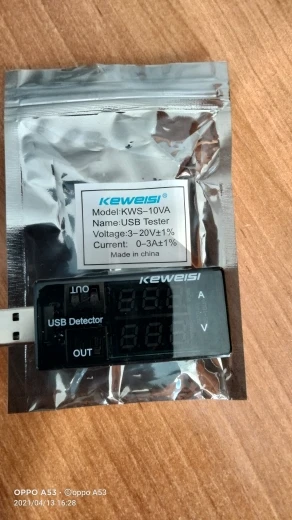 KEWEISI®
Model:KWS-10VA
Name:USB Tester
Voltage:3-20V±1%
Current: 0-3A±1%
Made in china
KEWEISI
OUT
A
USB Detector
V
OUT
OPPO A53 · ©oppo A53
2021/04/13 16:28